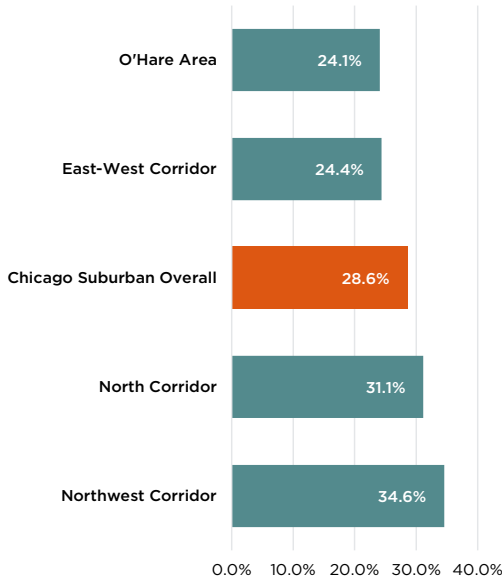 O'Hare Area 24.1%
East-West Corridor 24.4%
Chicago Suburban Overall 28.6%
North Corridor 31.1%
Northwest Corridor 34.6%
0.0% 10.0% 20.0% 30.0% 40.0%